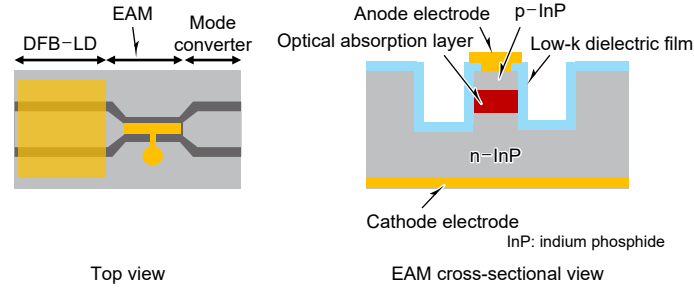 EAM
DFB−LD
Mode
converter
Top view
p−InP
Anode electrode
Optical absorption layer
Low-k dielectric film
n−InP
Cathode electrode
InP: indium phosphide
EAM cross-sectional view